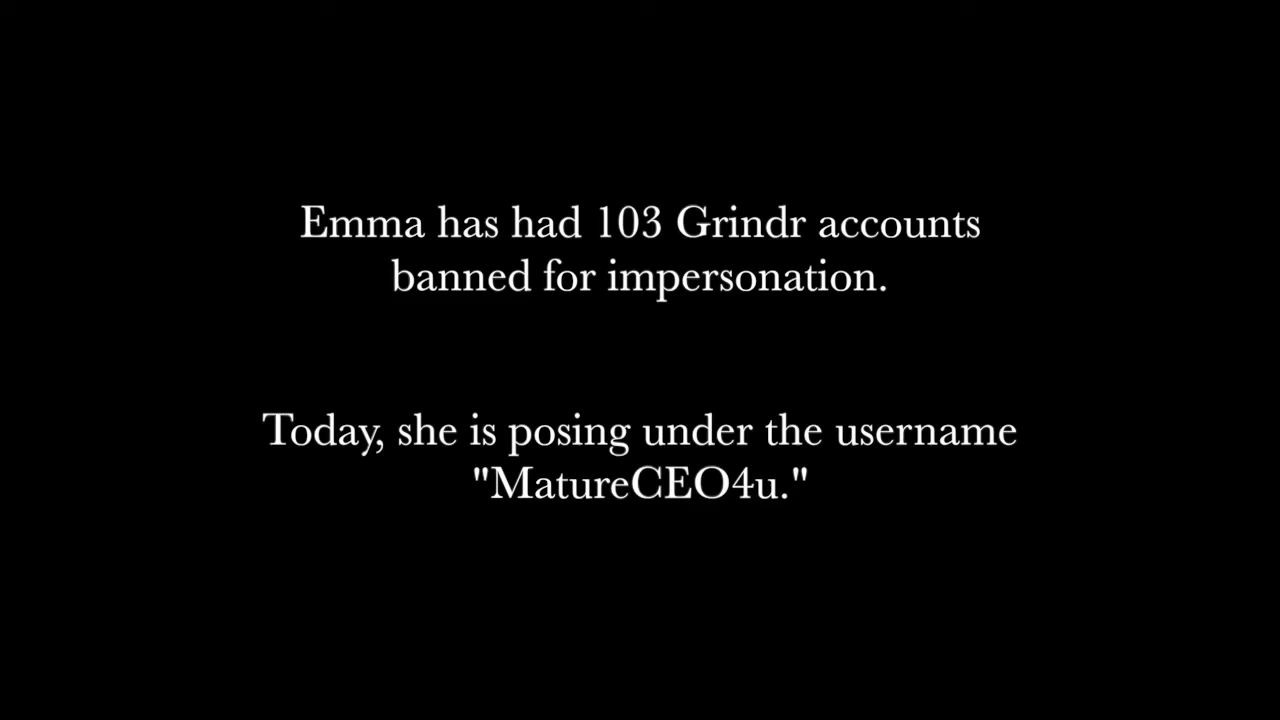 Emma has had 103 Grindr accounts
banned for impersonation.
Today, she is posing under the username
"MatureCEO4u."